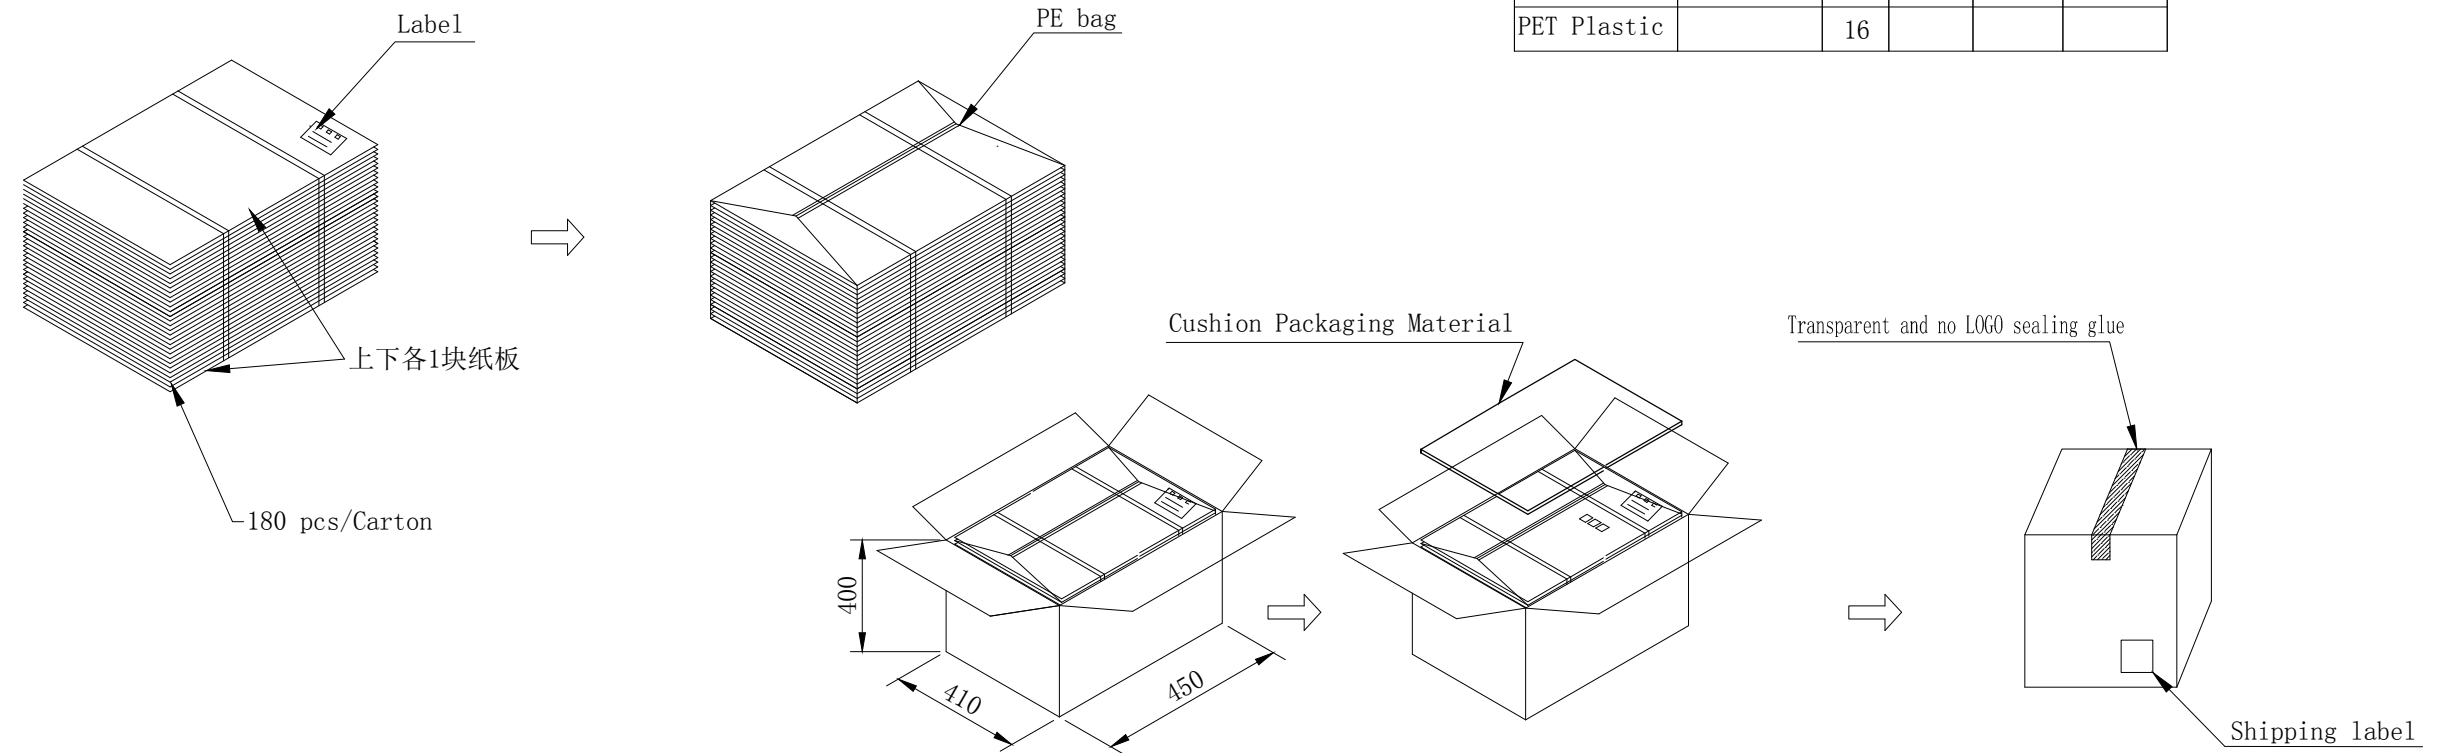 Label
PE bag
PET Plastic 16
上下各1块纸板
180 pcs/Carton
Cushion Packaging Material
Transparent and no LOGO sealing glue
400
410
450
Shipping label